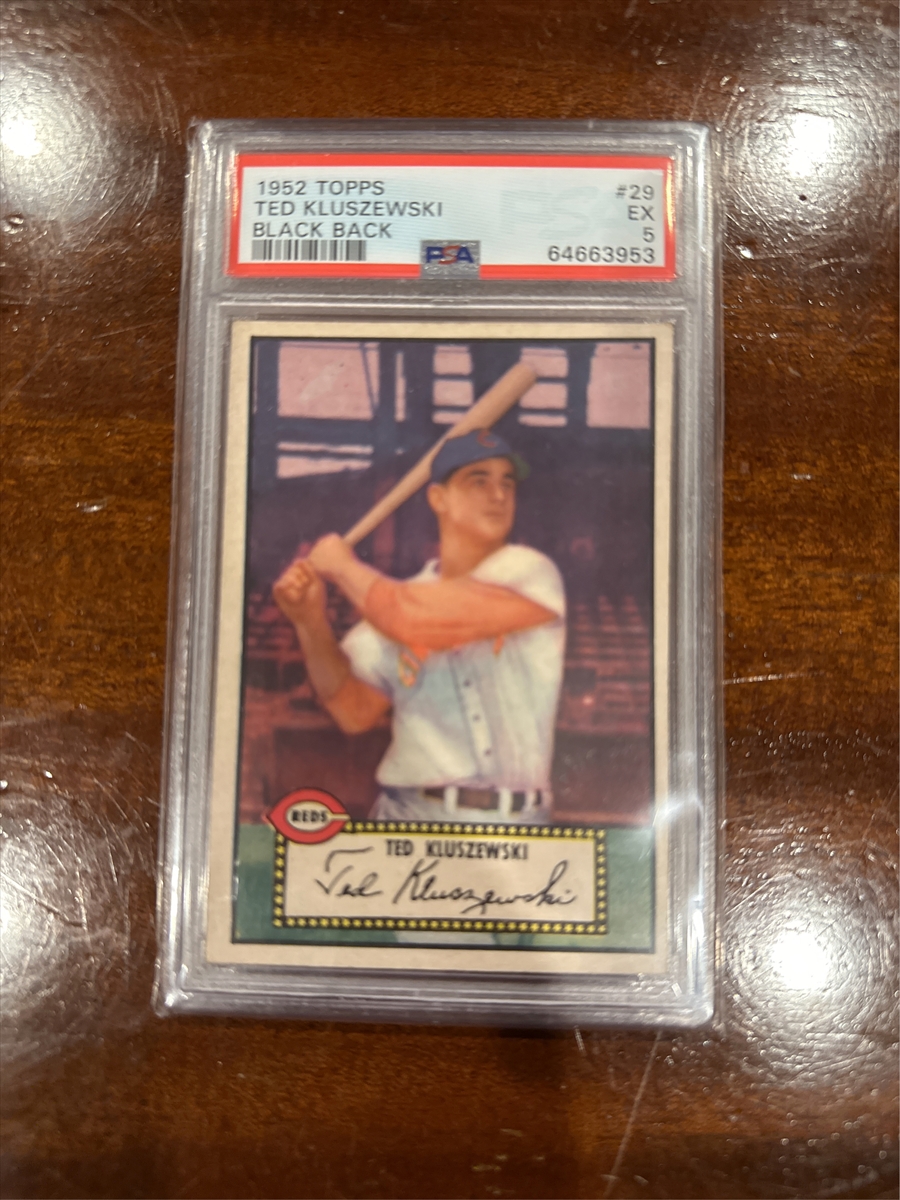 1952 TOPPS #29
TED KLUSZEWSKI EX
BLACK BACK 5
PSA 64663953
REDS
TED KLUSZEWSKI
Ted Kluszewski